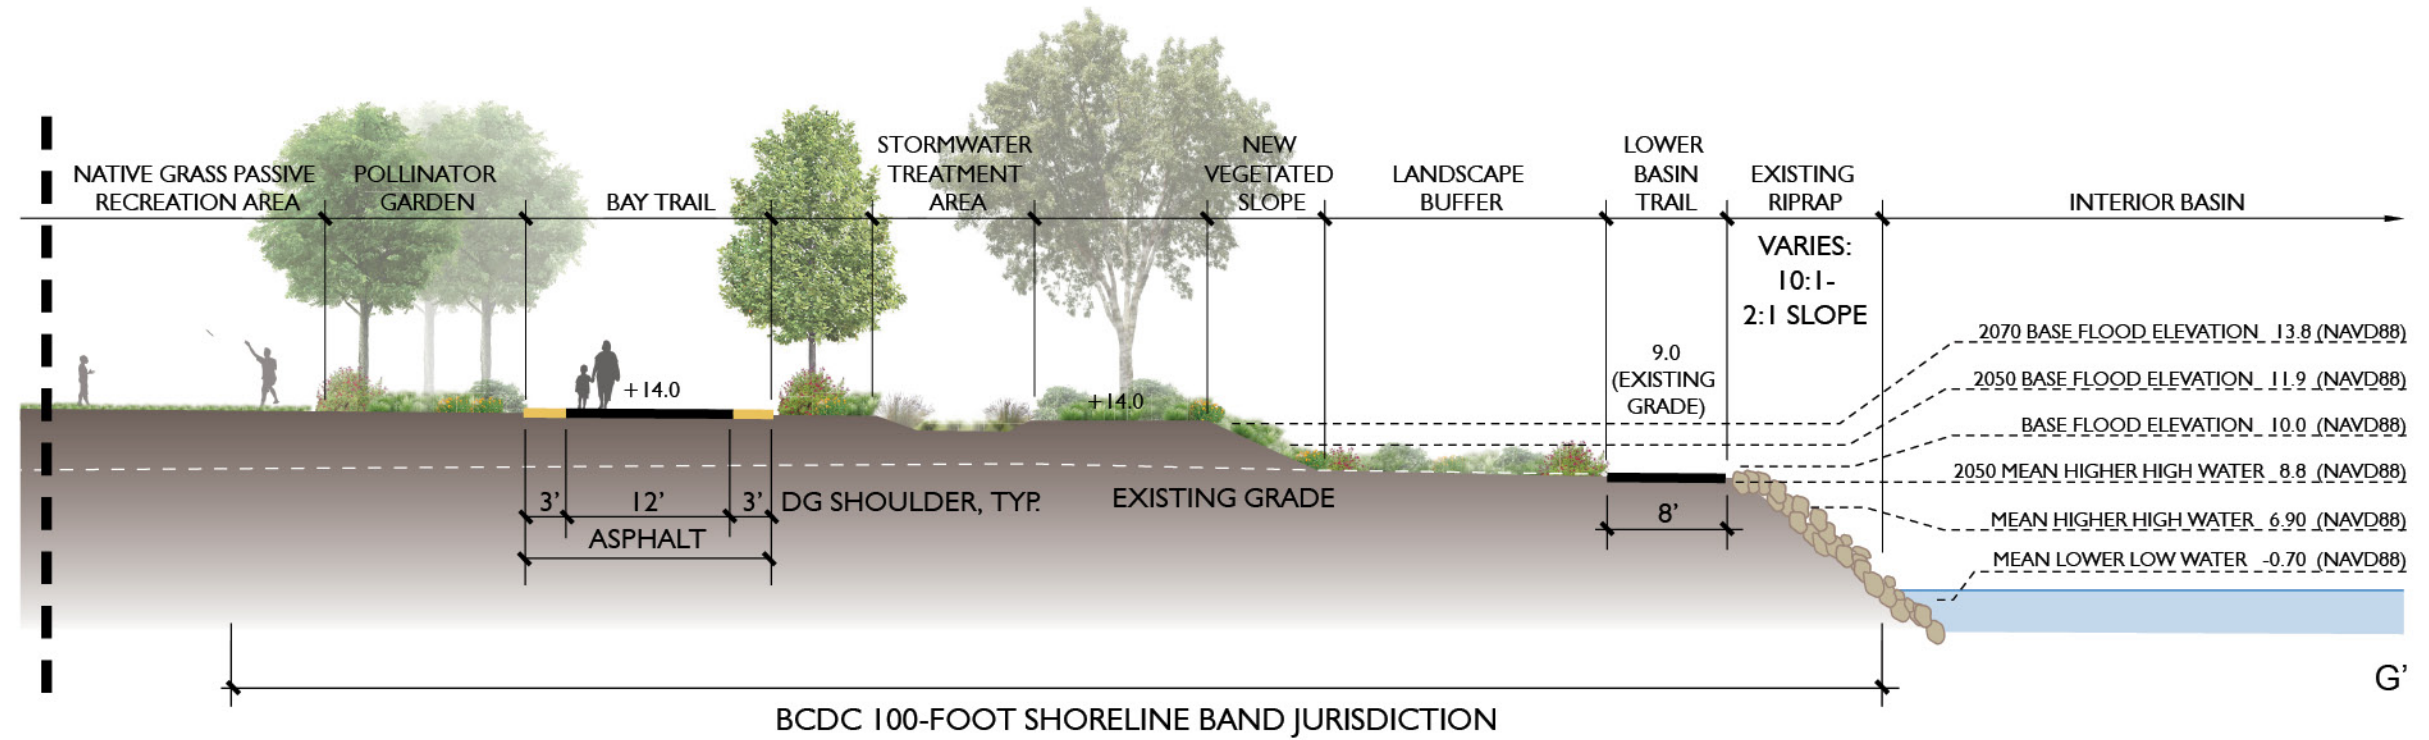 NATIVE GRASS PASSIVE
RECREATION AREA
POLLINATOR
GARDEN
BAY TRAIL
STORMWATER
TREATMENT
AREA
NEW
VEGETATED
SLOPE
LANDSCAPE
BUFFER
LOWER
BASIN
TRAIL
EXISTING
RIPRAP
INTERIOR BASIN
VARIES:
10:1-
2:1 SLOPE
2070 BASE FLOOD ELEVATION 13.8 (NAVD88)
9.0
(EXISTING
GRADE)
2050 BASE FLOOD ELEVATION 11.9 (NAVD88)
+14.0
+14.0
BASE FLOOD ELEVATION 10.0 (NAVD88)
2050 MEAN HIGHER HIGH WATER 8.8 (NAVD88)
3' 12' 3' DG SHOULDER, TYP.
EXISTING GRADE
8'
MEAN HIGHER HIGH WATER 6.90 (NAVD88)
ASPHALT
MEAN LOWER LOW WATER -0.70 (NAVD88)
G'
BCDC 100-FOOT SHORELINE BAND JURISDICTION